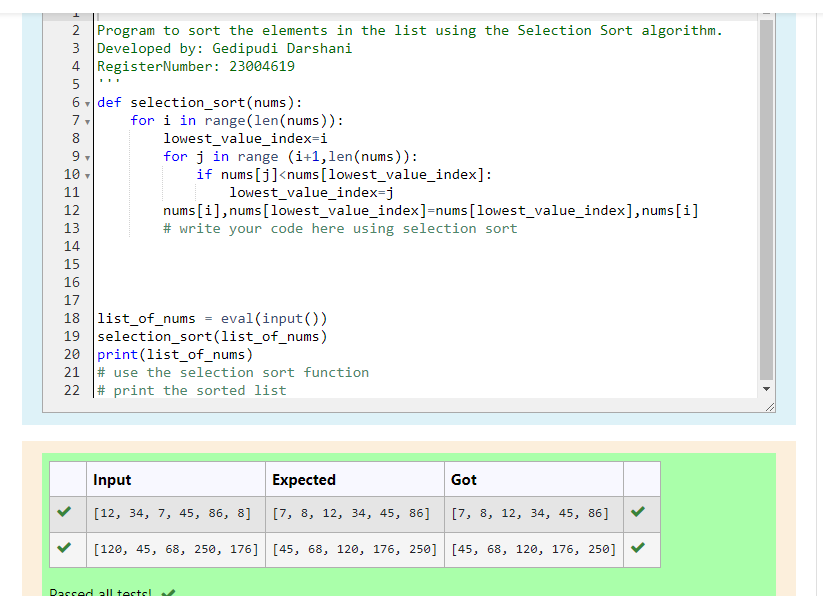 1
2 Program to sort the elements in the list using the Selection Sort algorithm.
3 Developed by: Gedipudi Darshani
4 RegisterNumber: 23004619
5 '''
6 def selection_sort(nums):
7     for i in range(len(nums)):
8         lowest_value_index=i
9         for j in range (i+1,len(nums)):
10             if nums[j]<nums[lowest_value_index]:
11                 lowest_value_index=j
12         nums[i],nums[lowest_value_index]=nums[lowest_value_index],nums[i]
13         # write your code here using selection sort
14
15
16
17
18 list_of_nums = eval(input())
19 selection_sort(list_of_nums)
20 print(list_of_nums)
21 # use the selection sort function
22 # print the sorted list
Input Expected Got
[12, 34, 7, 45, 86, 8] [7, 8, 12, 34, 45, 86] [7, 8, 12, 34, 45, 86]
[120, 45, 68, 250, 176] [45, 68, 120, 176, 250] [45, 68, 120, 176, 250]
Passed all tests!